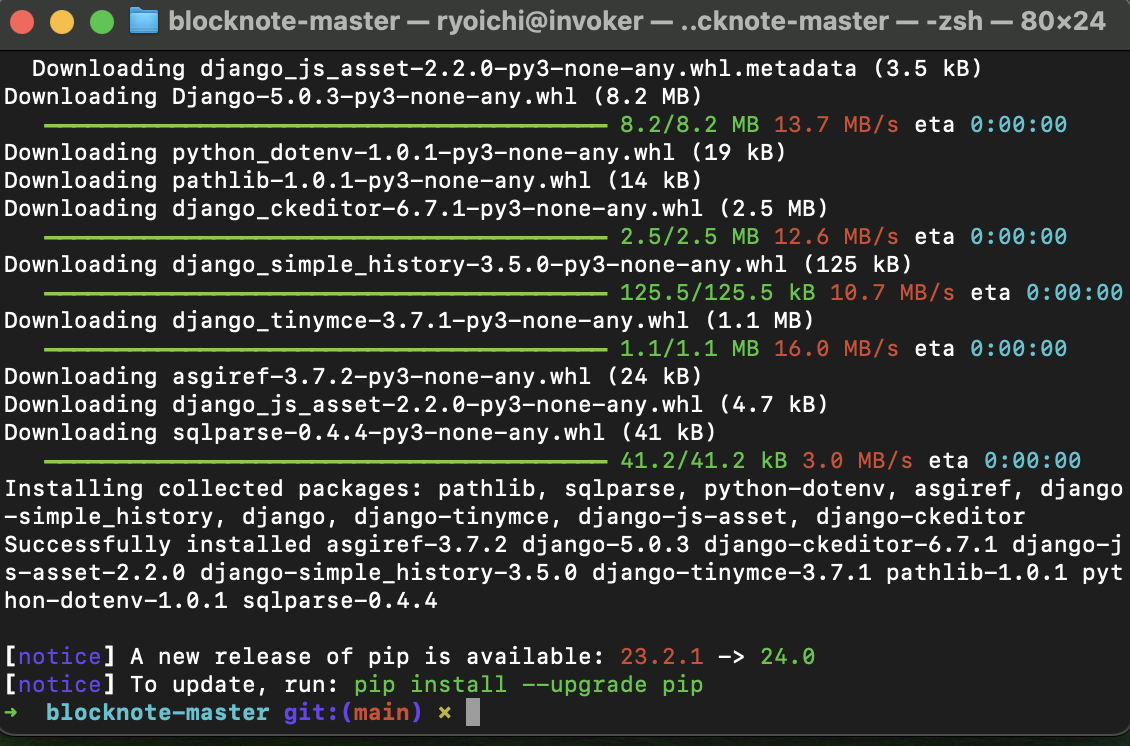 blocknote-master — ryoichi@invoker — ..cknote-master — -zsh — 80×24
Downloading django_js_asset-2.2.0-py3-none-any.whl.metadata (3.5 kB)
Downloading Django-5.0.3-py3-none-any.whl (8.2 MB)
8.2/8.2 MB 13.7 MB/s eta 0:00:00
Downloading python_dotenv-1.0.1-py3-none-any.whl (19 kB)
Downloading pathlib-1.0.1-py3-none-any.whl (14 kB)
Downloading django_ckeditor-6.7.1-py3-none-any.whl (2.5 MB)
2.5/2.5 MB 12.6 MB/s eta 0:00:00
Downloading django_simple_history-3.5.0-py3-none-any.whl (125 kB)
125.5/125.5 kB 10.7 MB/s eta 0:00:00
Downloading django_tinymce-3.7.1-py3-none-any.whl (1.1 MB)
1.1/1.1 MB 16.0 MB/s eta 0:00:00
Downloading asgiref-3.7.2-py3-none-any.whl (24 kB)
Downloading django_js_asset-2.2.0-py3-none-any.whl (4.7 kB)
Downloading sqlparse-0.4.4-py3-none-any.whl (41 kB)
41.2/41.2 kB 3.0 MB/s eta 0:00:00
Installing collected packages: pathlib, sqlparse, python-dotenv, asgiref, django
-simple_history, django, django-tinymce, django-js-asset, django-ckeditor
Successfully installed asgiref-3.7.2 django-5.0.3 django-ckeditor-6.7.1 django-j
s-asset-2.2.0 django-simple_history-3.5.0 django-tinymce-3.7.1 pathlib-1.0.1 pyt
hon-dotenv-1.0.1 sqlparse-0.4.4
[notice] A new release of pip is available: 23.2.1 -> 24.0
[notice] To update, run: pip install --upgrade pip
➜ blocknote-master git:(main) ✗